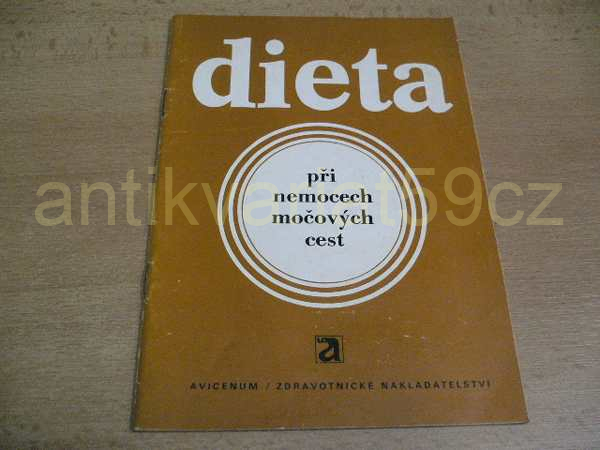 dieta
při
nemocech
močových
cest
antikvariat59cz
a
AVICENUM / ZDRAVOTNICKÉ NAKLADATELSTVÍ